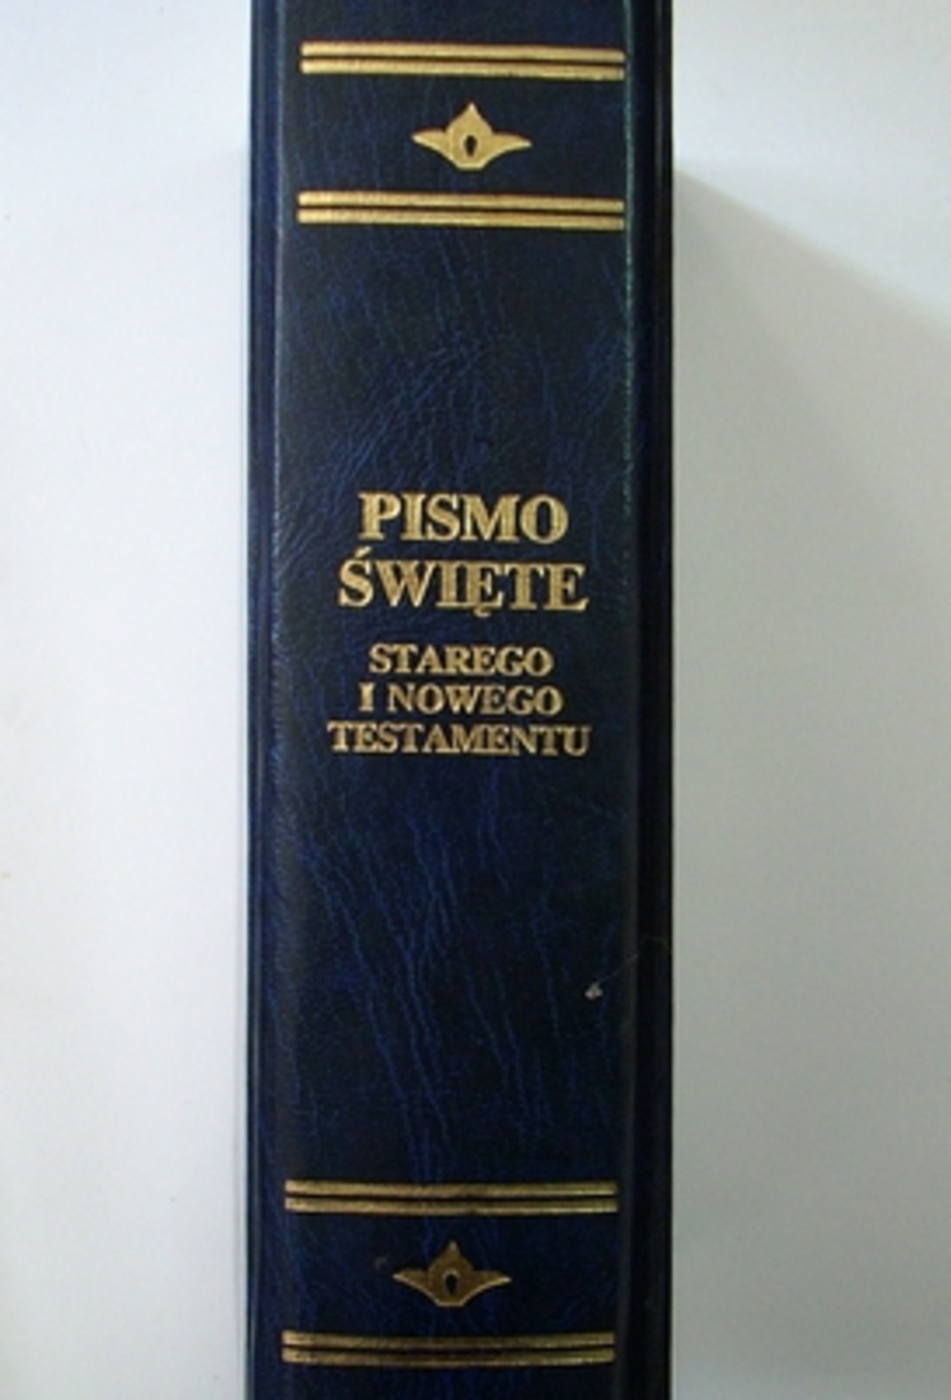 PISMO
ŚWIĘTE
STAREGO
I NOWEGO
TESTAMENTU